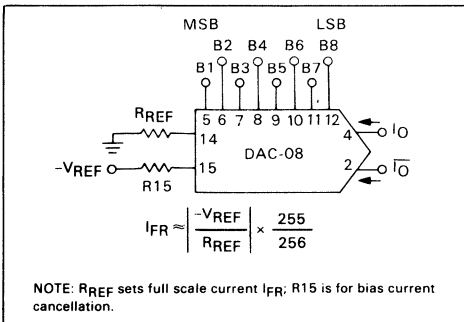 MSB LSB
B2 B4 B6 B8
B1 B3 B5 B7
5 6 7 8 9 10 11 12
RREF
14
4 IO
DAC-08
-VREF
15
2 I̅O̅
R15
IFR ≈ | -VREF / RREF | × 255 / 256
NOTE: RREF sets full scale current IFR; R15 is for bias current
cancellation.